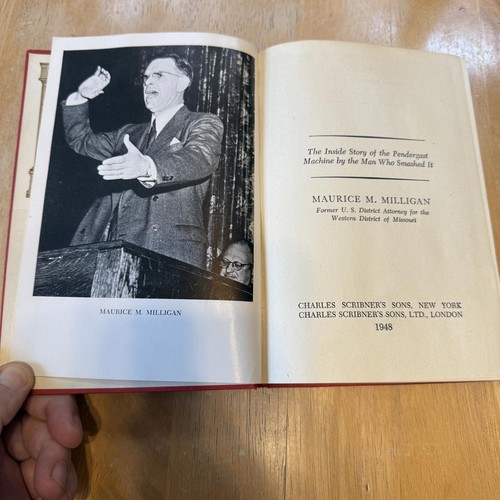 MAURICE M. MILLIGAN
The Inside Story of the Pendergast
Machine by the Man Who Smashed It
MAURICE M. MILLIGAN
Former U. S. District Attorney for the
Western District of Missouri
CHARLES SCRIBNER'S SONS, NEW YORK
CHARLES SCRIBNER'S SONS, LTD., LONDON
1948